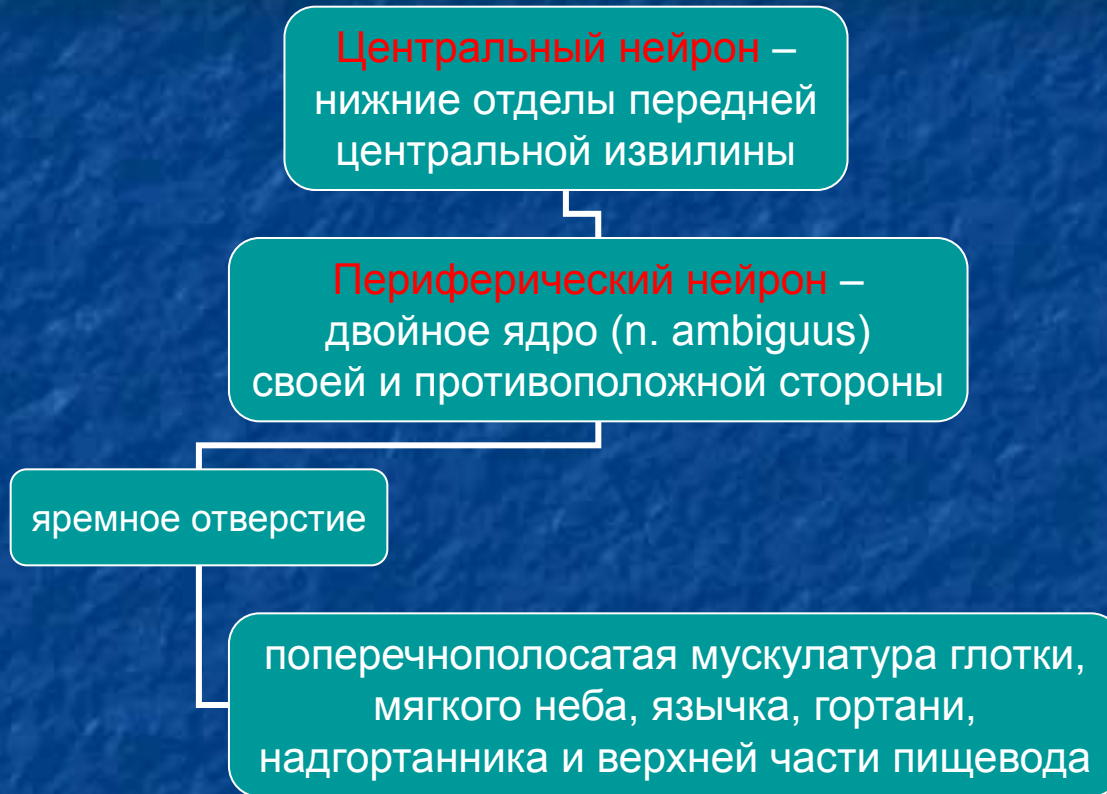 Центральный нейрон –
нижние отделы передней
центральной извилины
Периферический нейрон –
двойное ядро (n. ambiguus)
своей и противоположной стороны
яремное отверстие
поперечнополосатая мускулатура глотки,
мягкого неба, язычка, гортани,
надгортанника и верхней части пищевода